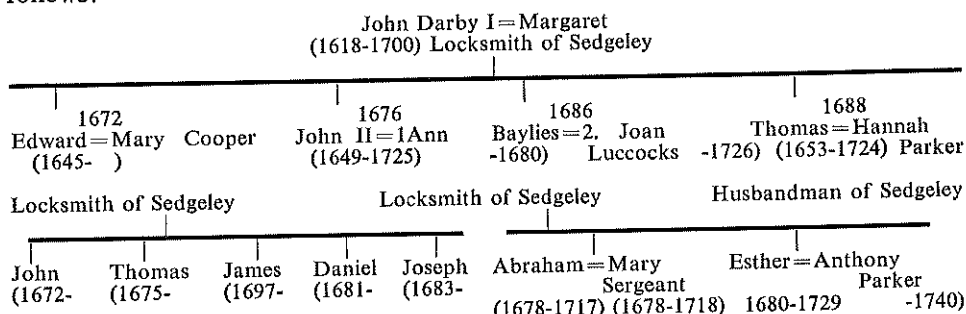 follows:
John Darby I=Margaret
(1618-1700) Locksmith of Sedgeley
1672 1676 1686 1688
Edward=Mary Cooper John II=1Ann Baylies=2. Joan Thomas=Hannah
(1645- ) (1649-1725) -1680) Luccocks -1726) (1653-1724) Parker
Locksmith of Sedgeley Locksmith of Sedgeley Husbandman of Sedgeley
John Thomas James Daniel Joseph Abraham=Mary Esther=Anthony
(1672- (1675- (1697- (1681- (1683- Sergeant Parker
(1678-1717) (1678-1718) 1680-1729 -1740)